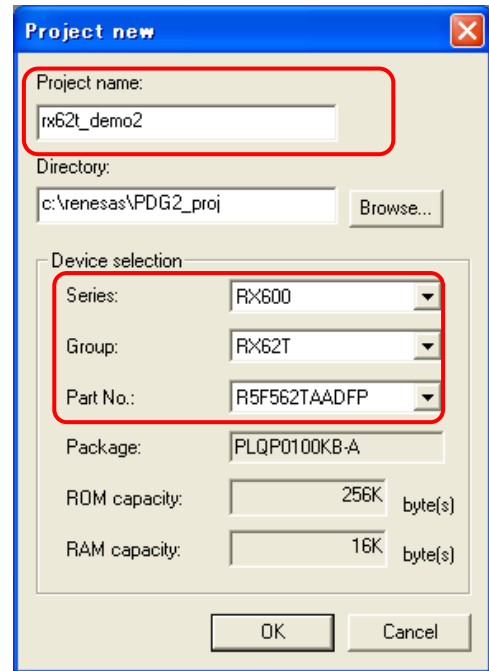 Project new
Project name:
rx62t_demo2
Directory:
c:\renesas\PDG2_proj
Browse...
Device selection
Series: RX600
Group: RX62T
Part No.: R5F562TAADFP
Package: PLQP0100KB-A
ROM capacity: 256K byte(s)
RAM capacity: 16K byte(s)
OK Cancel